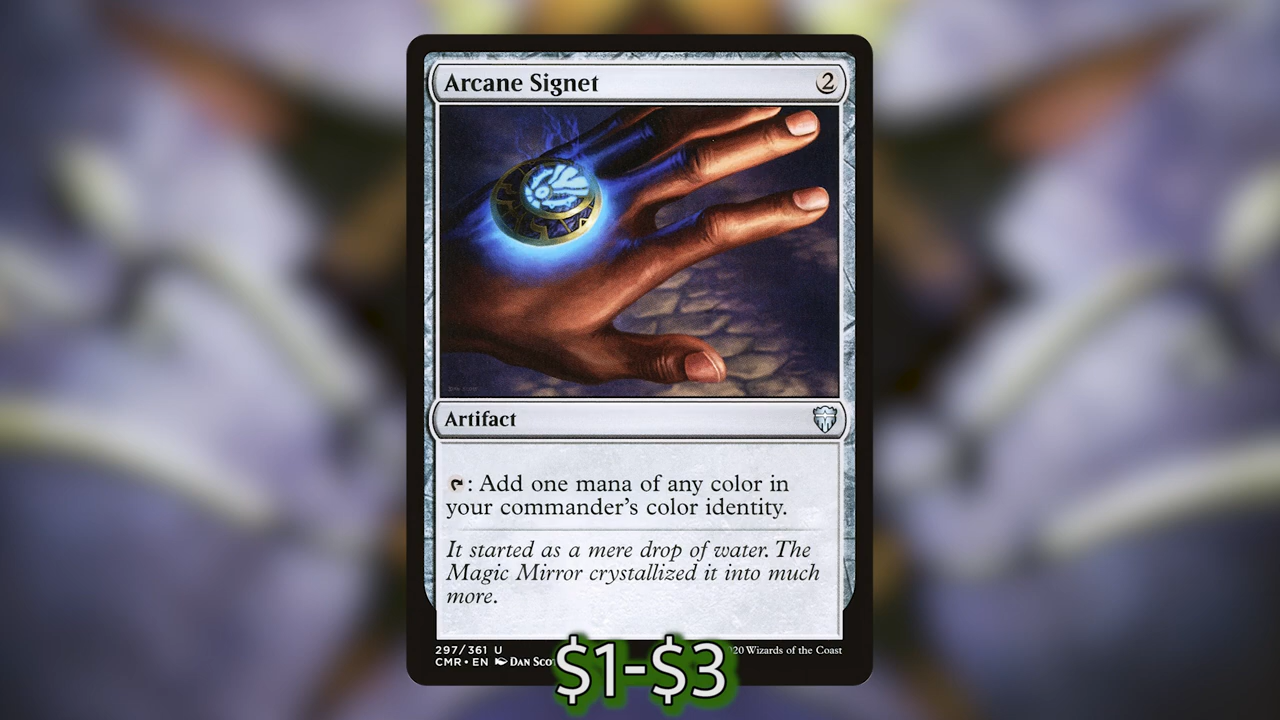 Arcane Signet 2
Artifact
: Add one mana of any color in
your commander's color identity.
It started as a mere drop of water. The
Magic Mirror crystallized it into much
more.
297/361 U
CMR • EN DAN 20 Wizards of the Coast
$1-$3